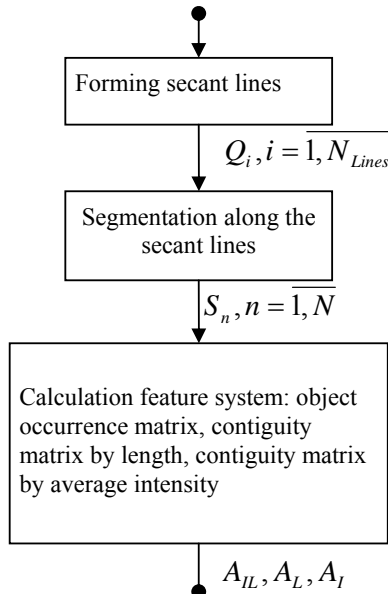 Forming secant lines
Q_i, i = \overline{1, N_{Lines}}
Segmentation along the
secant lines
S_n, n = \overline{1, N}
Calculation feature system: object
occurrence matrix, contiguity
matrix by length, contiguity matrix
by average intensity
A_{IL}, A_L, A_I